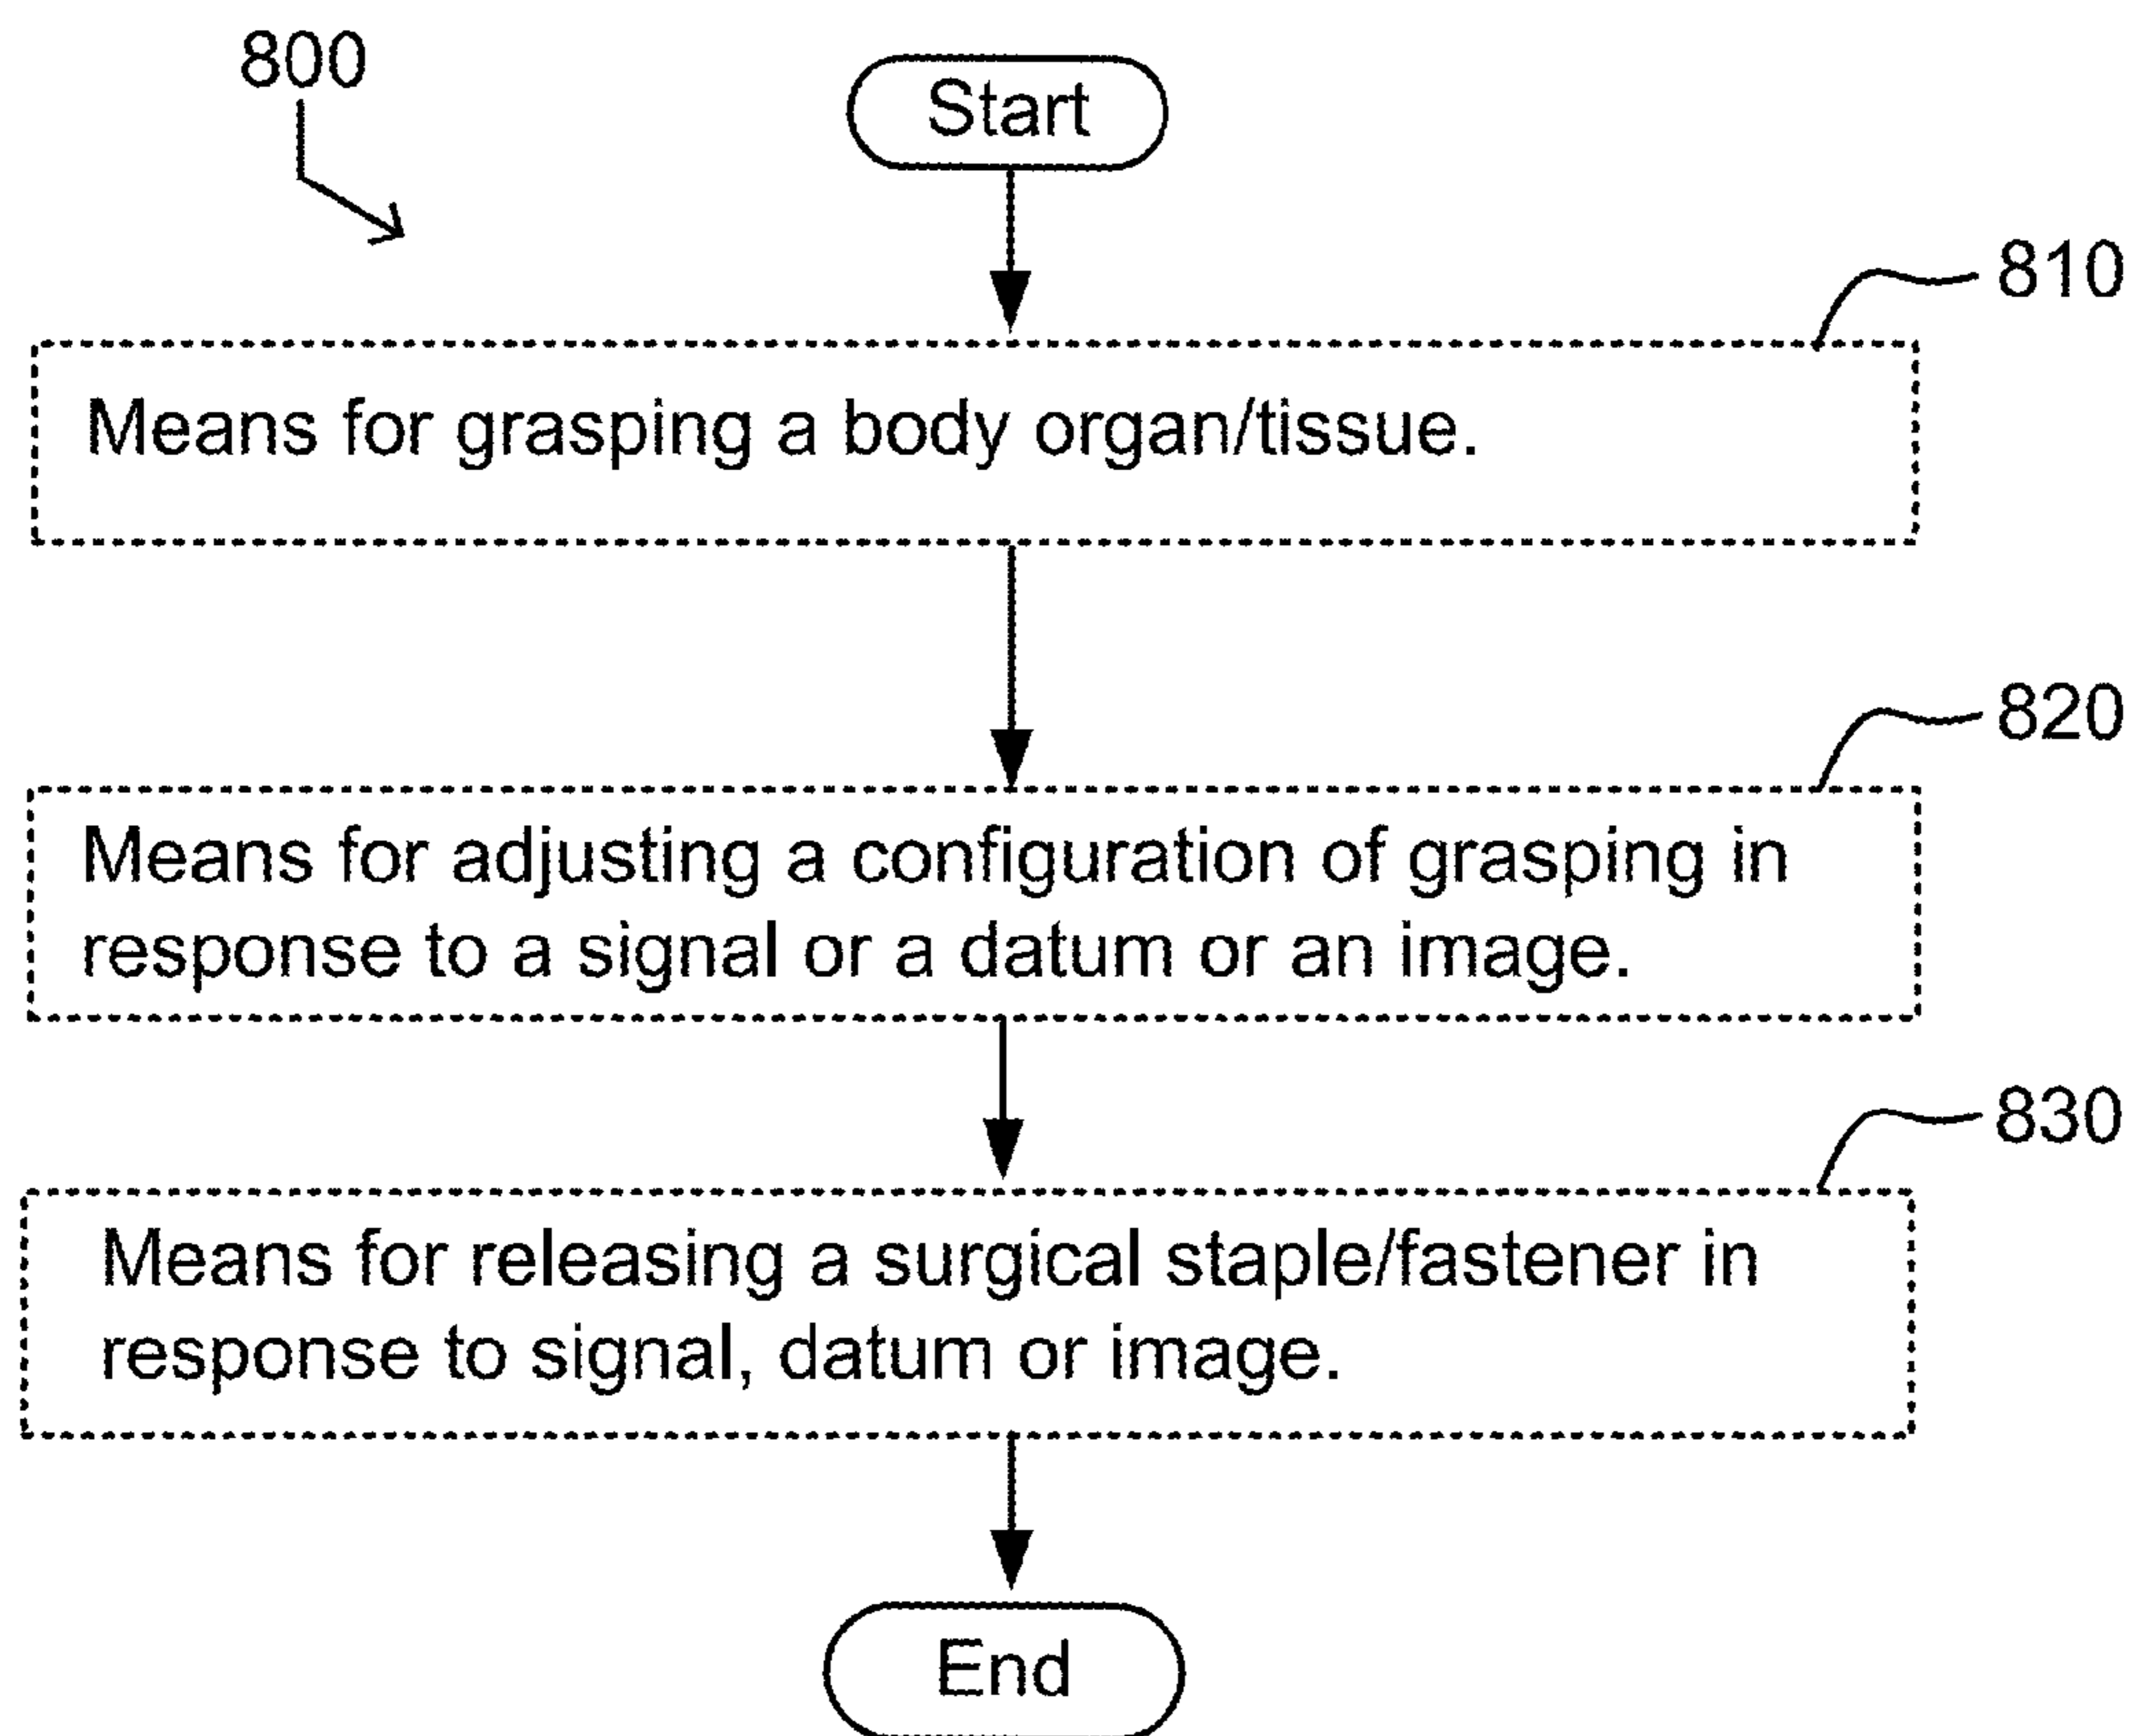 800
Start
810
Means for grasping a body organ/tissue.
820
Means for adjusting a configuration of grasping in
response to a signal or a datum or an image.
830
Means for releasing a surgical staple/fastener in
response to signal, datum or image.
End